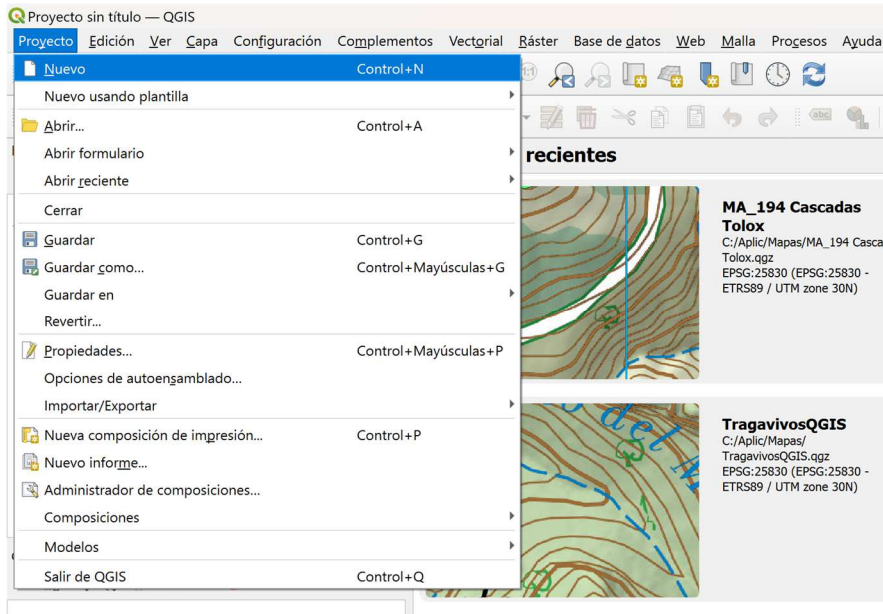 Proyecto sin título — QGIS
Proyecto Edición Ver Capa Configuración Complementos Vectorial Ráster Base de datos Web Malla Procesos Ayuda
Nuevo Control+N
Nuevo usando plantilla
Abrir... Control+A
Abrir formulario
Abrir reciente
Cerrar
Guardar Control+G
Guardar como... Control+Mayúsculas+G
Guardar en
Revertir...
Propiedades... Control+Mayúsculas+P
Opciones de autoensamblado...
Importar/Exportar
Nueva composición de impresión... Control+P
Nuevo informe...
Administrador de composiciones...
Composiciones
Modelos
Salir de QGIS Control+Q
1:1
abc
recientes
MA_194 Cascadas
Tolox
C:/Aplic/Mapas/MA_194 Casca
Tolox.qgz
EPSG:25830 (EPSG:25830 -
ETRS89 / UTM zone 30N)
o del
TragavivosQGIS
C:/Aplic/Mapas/
TragavivosQGIS.qgz
EPSG:25830 (EPSG:25830 -
ETRS89 / UTM zone 30N)